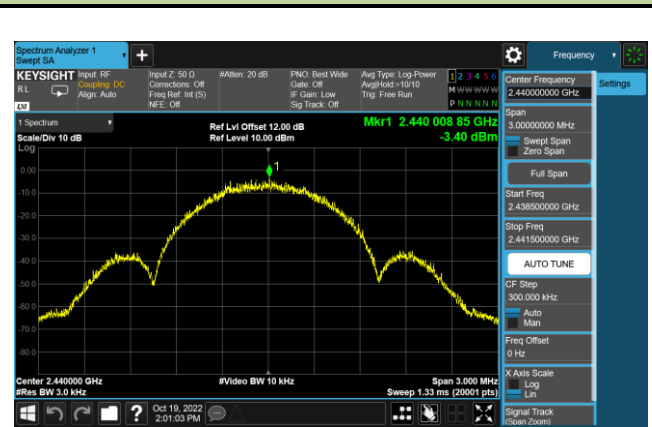 Spectrum Analyzer 1
Swept SA
+
Frequency
KEYSIGHT
RL
LXI
Input: RF
Coupling: DC
Align: Auto
Input Z: 50 Ω
Corrections: Off
Freq Ref: Int (S)
NFE: Off
#Atten: 20 dB
PNO: Best Wide
Gate: Off
IF Gain: Low
Sig Track: Off
Avg Type: Log-Power
Avg|Hold:>10/10
Trig: Free Run
1 2 3 4 5 6
M W W W W W
P N N N N N
1 Spectrum
Scale/Div 10 dB
Log
Ref Lvl Offset 12.00 dB
Ref Level 10.00 dBm
Mkr1 2.440 008 85 GHz
-3.40 dBm
1
0.00
-10.0
-20.0
-30.0
-40.0
-50.0
-60.0
-70.0
-80.0
Center 2.440000 GHz
#Res BW 3.0 kHz
#Video BW 10 kHz
Span 3.000 MHz
Sweep 1.33 ms (20001 pts)
Center Frequency
2.440000000 GHz
Settings
Span
3.00000000 MHz
Swept Span
Zero Span
Full Span
Start Freq
2.438500000 GHz
Stop Freq
2.441500000 GHz
AUTO TUNE
CF Step
300.000 kHz
Auto
Man
Freq Offset
0 Hz
X Axis Scale
Log
Lin
Signal Track
(Span Zoom)
?
Oct 19, 2022
2:01:03 PM